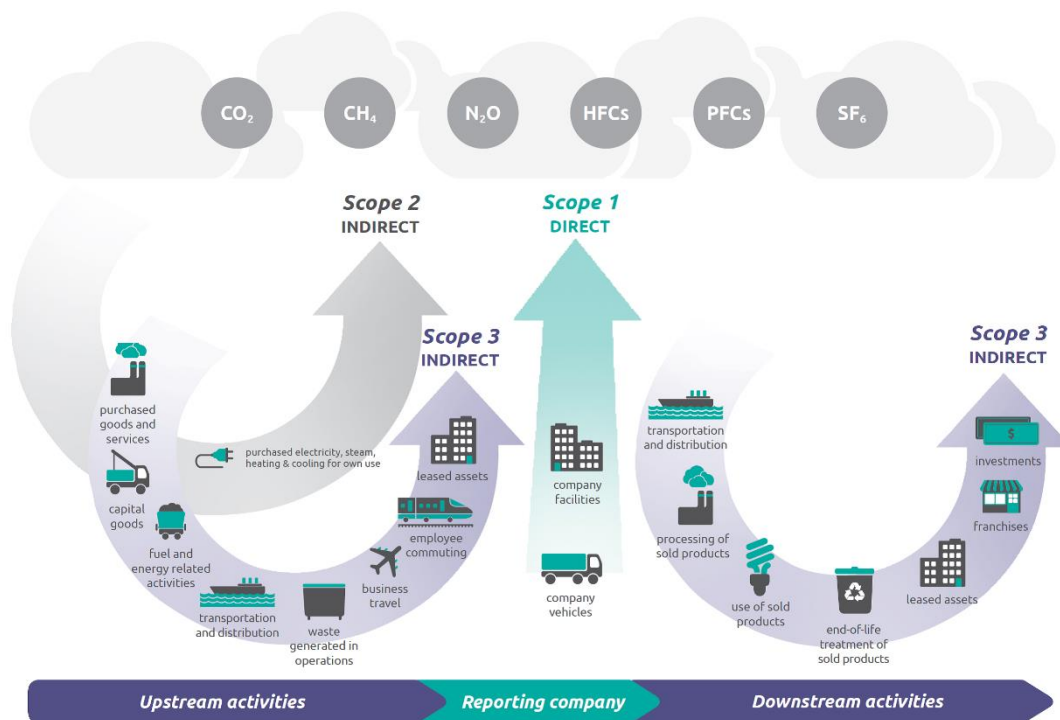 CO₂
CH₄
N₂O
HFCs
PFCs
SF₆
Scope 2
INDIRECT
Scope 1
DIRECT
Scope 3
INDIRECT
Scope 3
INDIRECT
purchased
goods and
services
capital
goods
fuel and
energy related
activities
transportation
and distribution
waste
generated in
operations
business
travel
employee
commuting
leased assets
purchased electricity, steam,
heating & cooling for own use
company
facilities
company
vehicles
transportation
and distribution
processing of
sold products
use of sold
products
end-of-life
treatment of
sold products
leased assets
franchises
$
investments
Upstream activities
Reporting company
Downstream activities